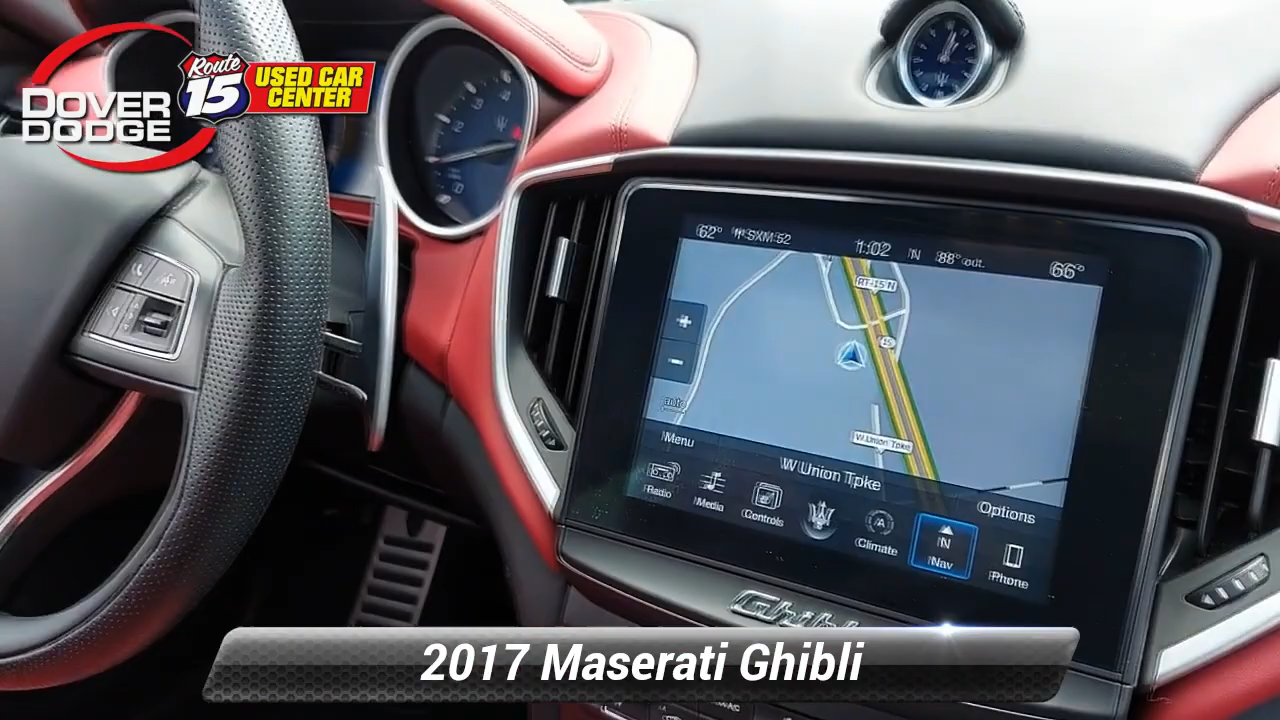 DOVER
DODGE
Route
15
USED CAR
CENTER
62°
SXM 52
1:02
N
88° out.
66°
RT-15 N
+
-
auto
W Union Tpke
Menu
W Union Tpke
Options
Radio
Media
Controls
Climate
N
Nav
Phone
Ghibli
2017 Maserati Ghibli